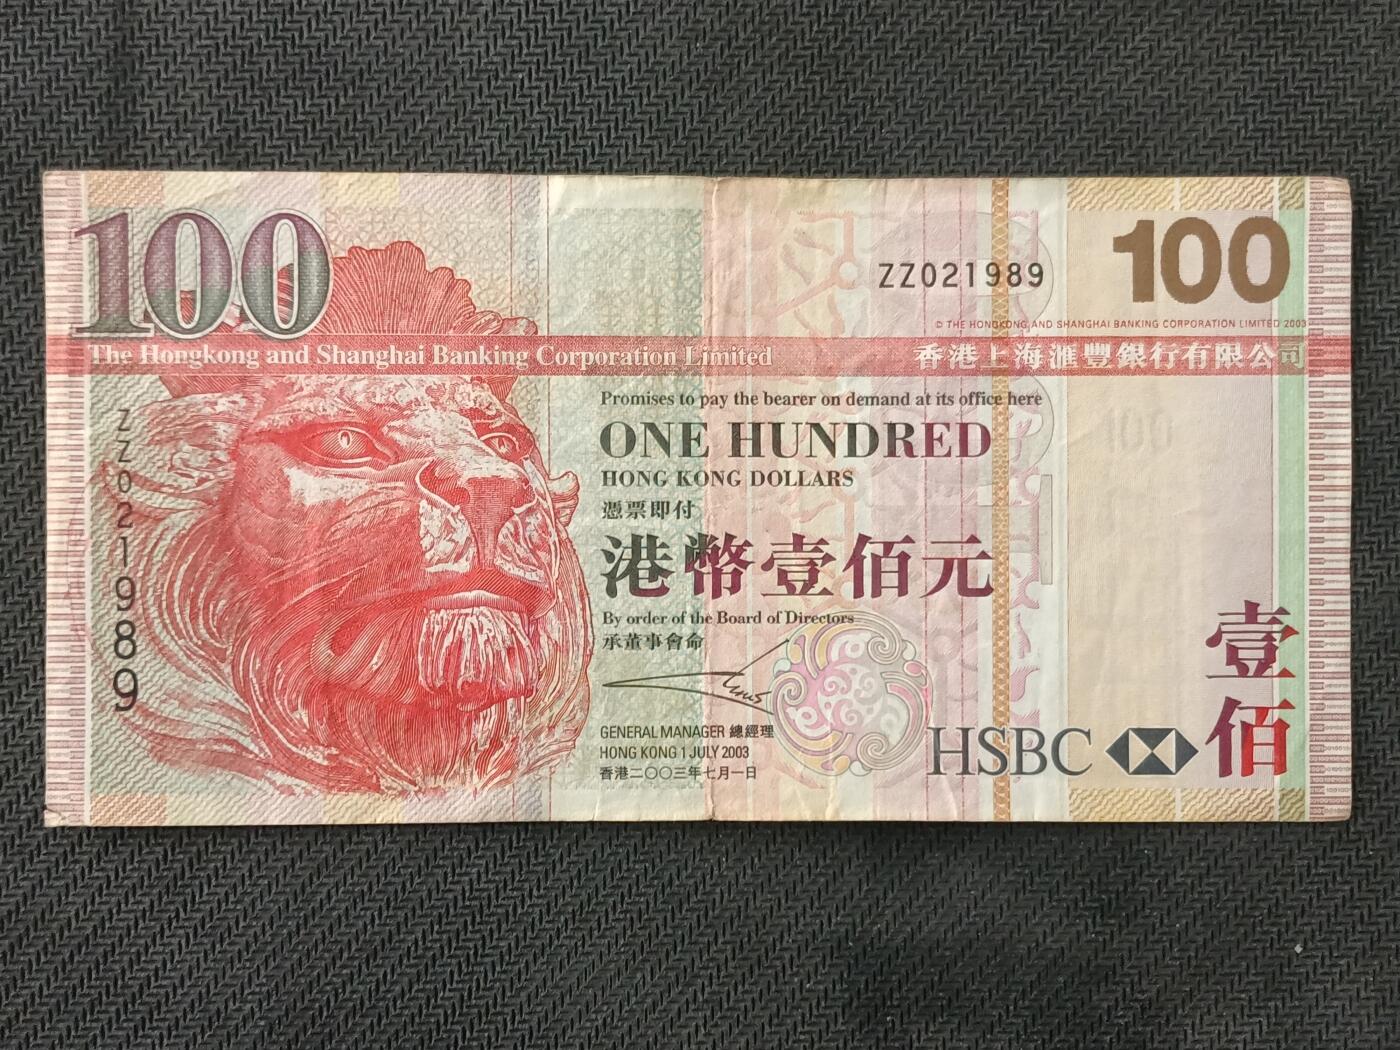 100
ZZ021989
100
© THE HONGKONG AND SHANGHAI BANKING CORPORATION LIMITED 2003
The Hongkong and Shanghai Banking Corporation Limited
香港上海滙豐銀行有限公司
Promises to pay the bearer on demand at its office here
ONE HUNDRED
HONG KONG DOLLARS
憑票即付
港幣壹佰元
By order of the Board of Directors
承董事會命
GENERAL MANAGER 總經理
HONG KONG 1 JULY 2003
香港二〇〇三年七月一日
ZZ021989
HSBC
壹佰